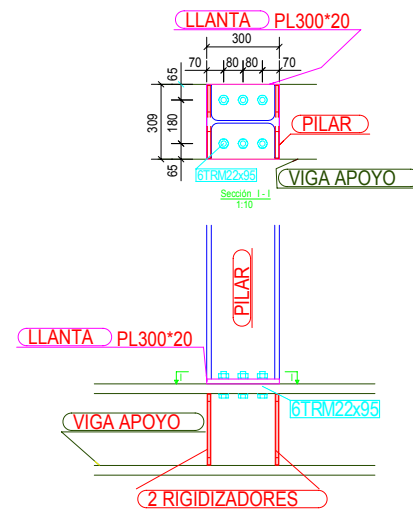 LLANTA PL300*20
300
70 80 80 70
65
309
180
65
PILAR
6TRM22x95
VIGA APOYO
Sección I-I
1:10
PILAR
LLANTA PL300*20
I I
6TRM22x95
VIGA APOYO
2 RIGIDIZADORES